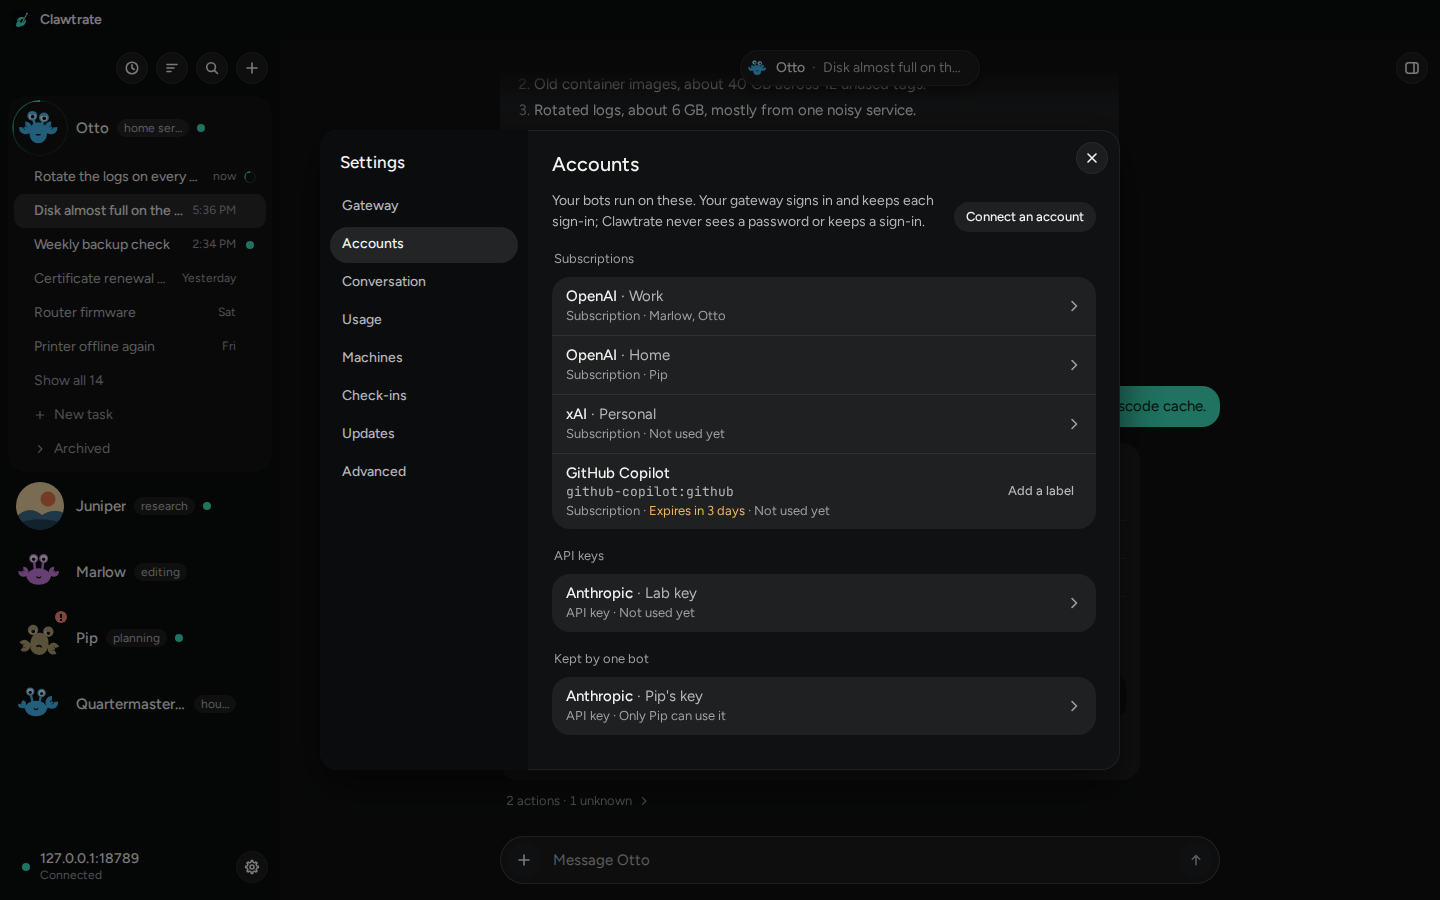 Clawtrate
Otto
home ser...
Rotate the logs on every ... now
Disk almost full on the ... 5:36 PM
Weekly backup check 2:34 PM
Certificate renewal ... Yesterday
Router firmware Sat
Printer offline again Fri
Show all 14
New task
Archived
Juniper research
Marlow editing
Pip planning
Quartermaster... hou...
127.0.0.1:18789
Connected
Otto · Disk almost full on th...
2. Old container images, about 40 GB across 12 unused tags.
3. Rotated logs, about 6 GB, mostly from one noisy service.
Settings
Gateway
Accounts
Conversation
Usage
Machines
Check-ins
Updates
Advanced
Accounts
Your bots run on these. Your gateway signs in and keeps each
sign-in; Clawtrate never sees a password or keeps a sign-in.
Connect an account
Subscriptions
OpenAI · Work
Subscription · Marlow, Otto
OpenAI · Home
Subscription · Pip
xAI · Personal
Subscription · Not used yet
GitHub Copilot
github-copilot:github
Subscription · Expires in 3 days · Not used yet
Add a label
API keys
Anthropic · Lab key
API key · Not used yet
Kept by one bot
Anthropic · Pip's key
API key · Only Pip can use it
scode cache.
2 actions · 1 unknown
Message Otto